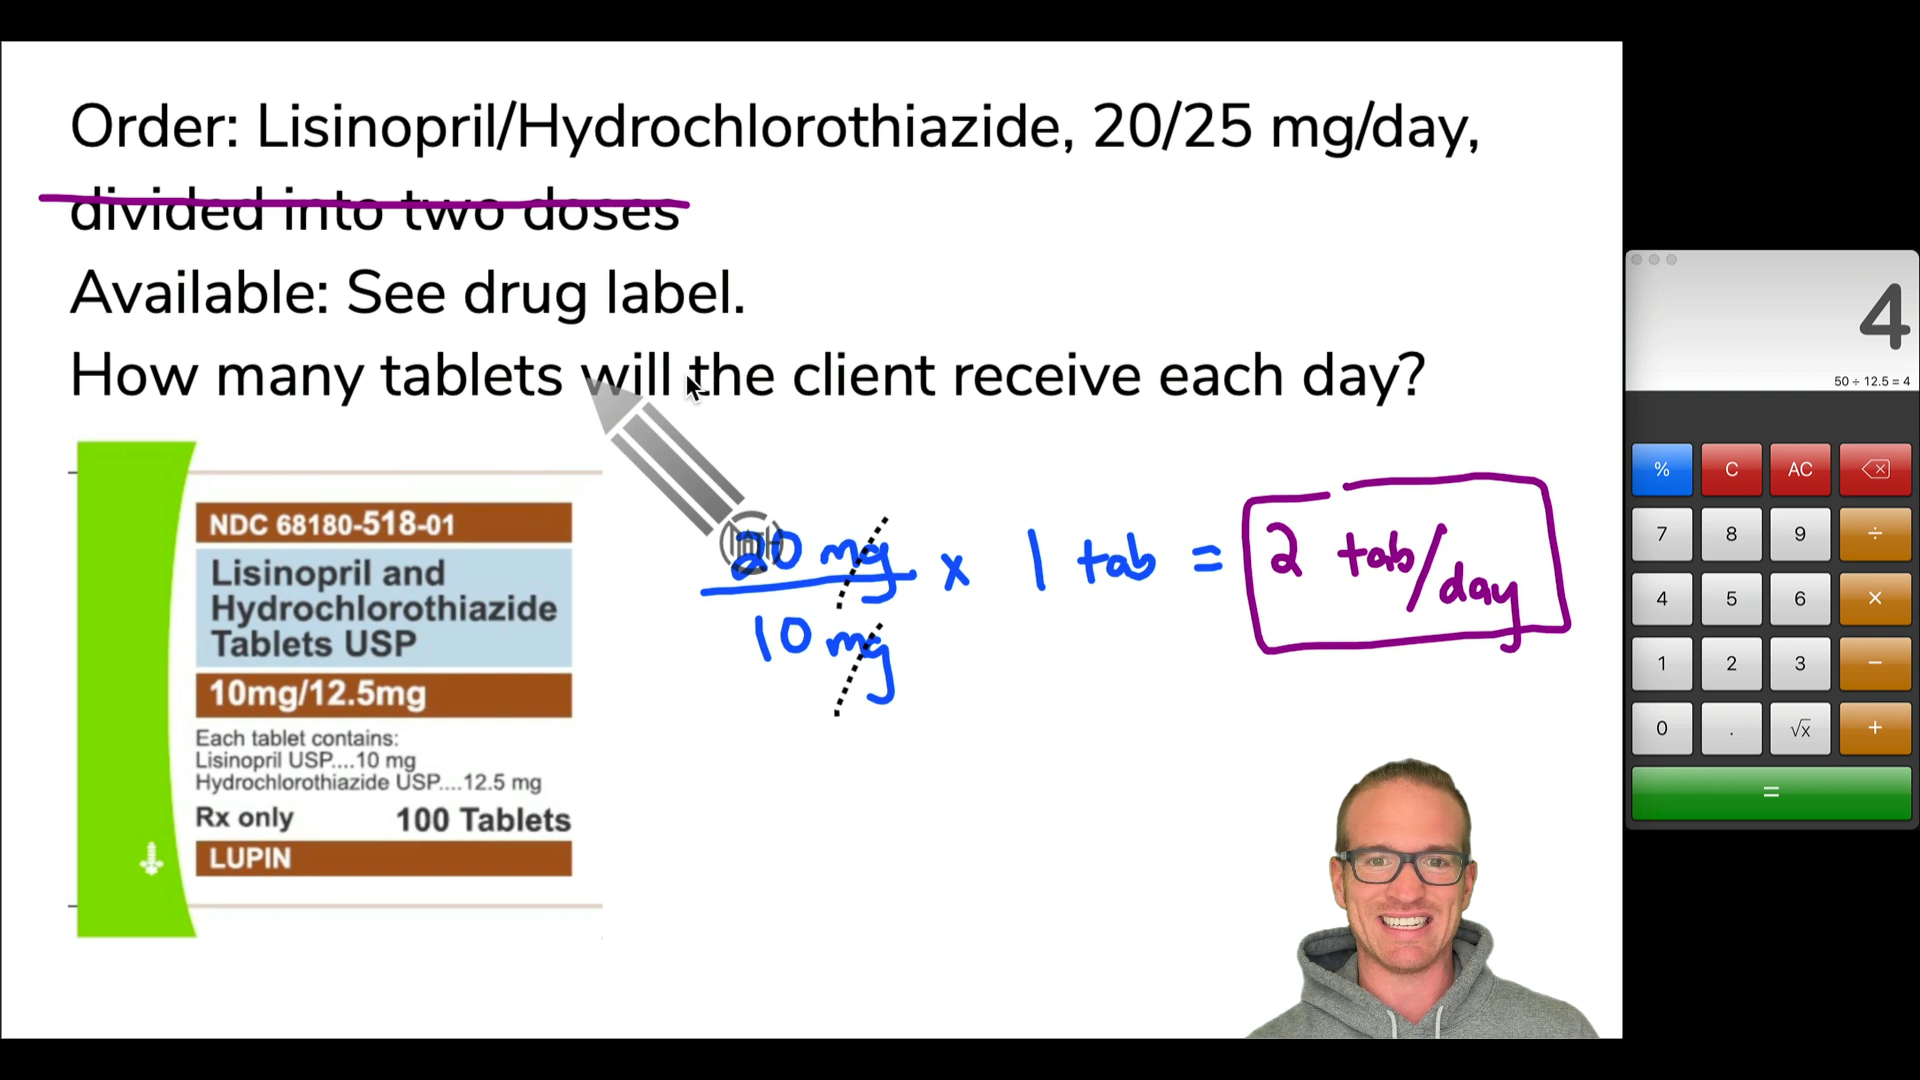 Order: Lisinopril/Hydrochlorothiazide, 20/25 mg/day,
divided into two doses
Available: See drug label.
How many tablets will the client receive each day?
NDC 68180-518-01
Lisinopril and
Hydrochlorothiazide
Tablets USP
10mg/12.5mg
Each tablet contains:
Lisinopril USP....10 mg
Hydrochlorothiazide USP....12.5 mg
Rx only 100 Tablets
LUPIN
20 mg x 1 tab = 2 tab/day
10 mg
4
50 ÷ 12.5 = 4
% C AC
7 8 9 ÷
4 5 6 ×
1 2 3 −
0 . √x +
=